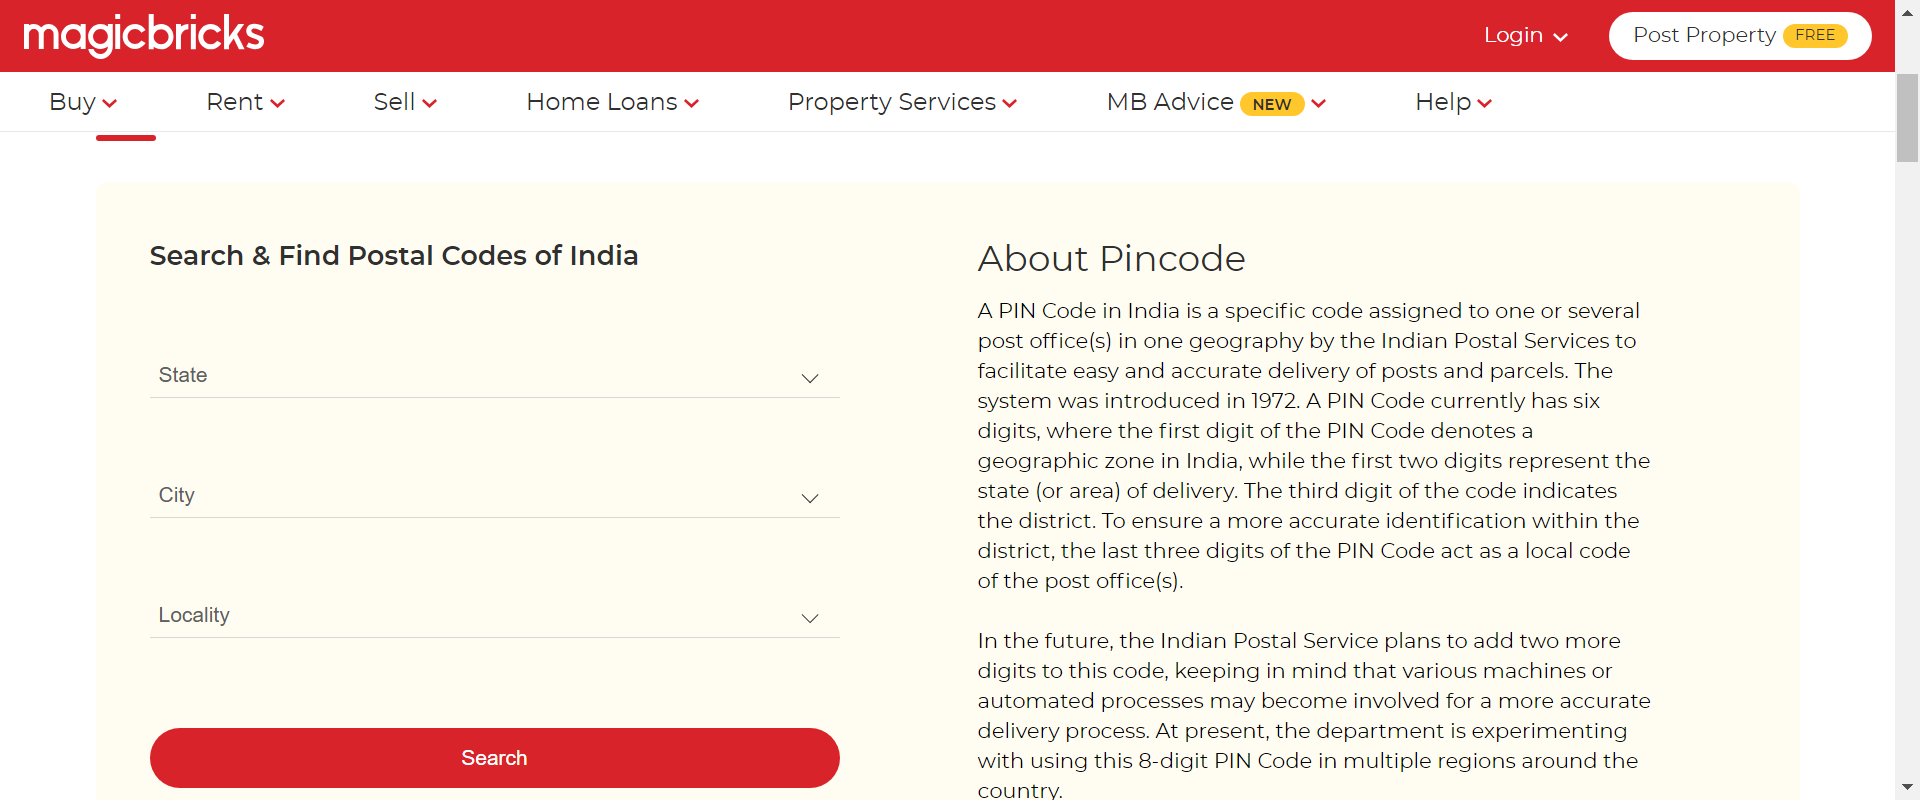 magicbricks
Login
Post Property FREE
Buy Rent Sell Home Loans Property Services MB Advice NEW Help
Search & Find Postal Codes of India
State
City
Locality
Search
About Pincode
A PIN Code in India is a specific code assigned to one or several
post office(s) in one geography by the Indian Postal Services to
facilitate easy and accurate delivery of posts and parcels. The
system was introduced in 1972. A PIN Code currently has six
digits, where the first digit of the PIN Code denotes a
geographic zone in India, while the first two digits represent the
state (or area) of delivery. The third digit of the code indicates
the district. To ensure a more accurate identification within the
district, the last three digits of the PIN Code act as a local code
of the post office(s).
In the future, the Indian Postal Service plans to add two more
digits to this code, keeping in mind that various machines or
automated processes may become involved for a more accurate
delivery process. At present, the department is experimenting
with using this 8-digit PIN Code in multiple regions around the
country.